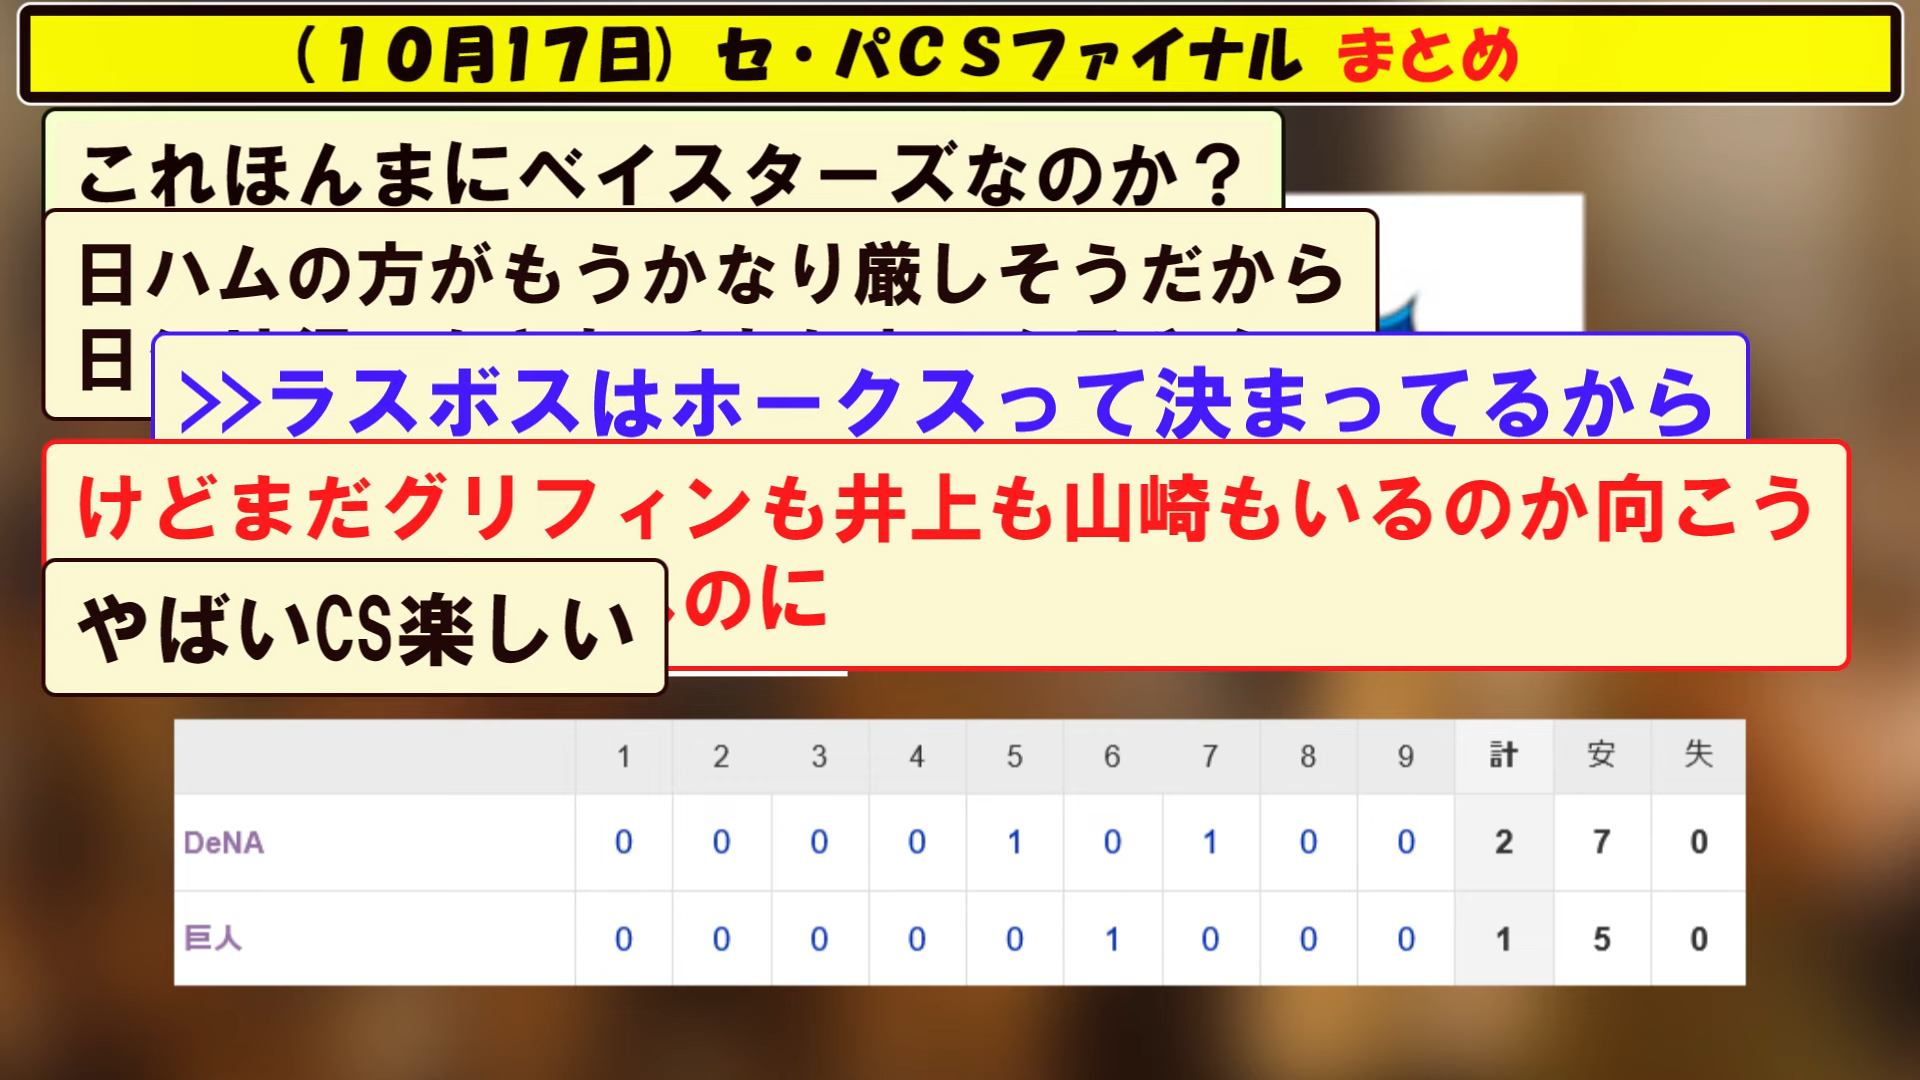 （10月17日）セ・パCSファイナル まとめ
これほんまにベイスターズなのか？
日ハムの方がもうかなり厳しそうだから
日
>>ラスボスはホークスって決まってるから
けどまだグリフィンも井上も山崎もいるのか向こう
のに
やばいCS楽しい
1 2 3 4 5 6 7 8 9 計 安 失
DeNA 0 0 0 0 1 0 1 0 0 2 7 0
巨人 0 0 0 0 0 1 0 0 0 1 5 0